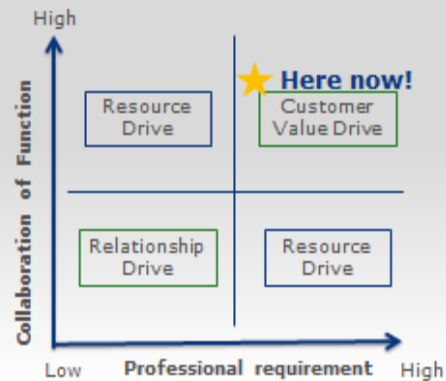 High
Here now!
Resource
Drive
Customer
Value Drive
Collaboration of Function
Relationship
Drive
Resource
Drive
Low
Professional requirement
High